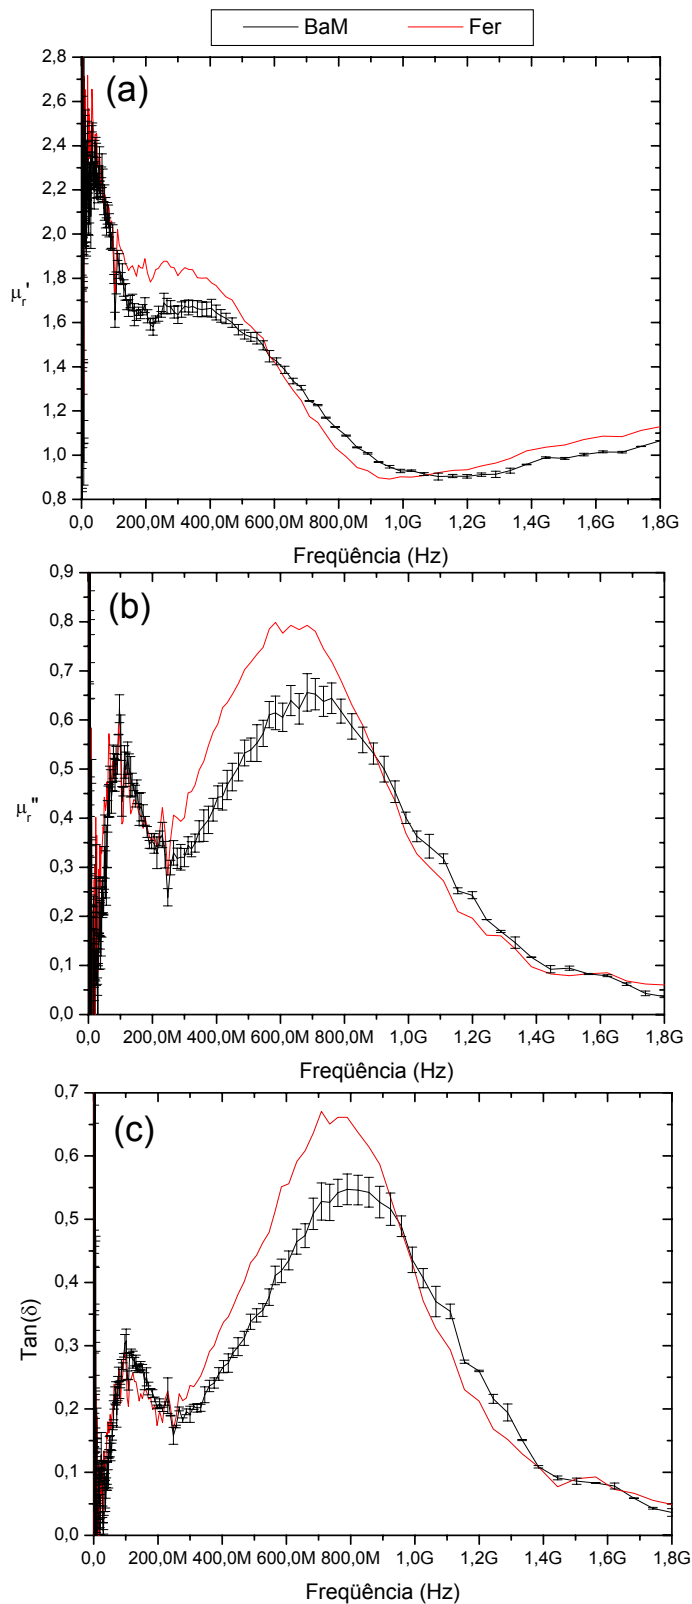 BaM Fer
(a)
2,8
2,6
2,4
2,2
2,0
1,8
1,6
1,4
1,2
1,0
0,8
μr'
0,0 200,0M 400,0M 600,0M 800,0M 1,0G 1,2G 1,4G 1,6G 1,8G
Freqüência (Hz)
(b)
0,9
0,8
0,7
0,6
0,5
0,4
0,3
0,2
0,1
0,0
μr"
0,0 200,0M 400,0M 600,0M 800,0M 1,0G 1,2G 1,4G 1,6G 1,8G
Freqüência (Hz)
(c)
0,7
0,6
0,5
0,4
0,3
0,2
0,1
0,0
Tan(δ)
0,0 200,0M 400,0M 600,0M 800,0M 1,0G 1,2G 1,4G 1,6G 1,8G
Freqüência (Hz)